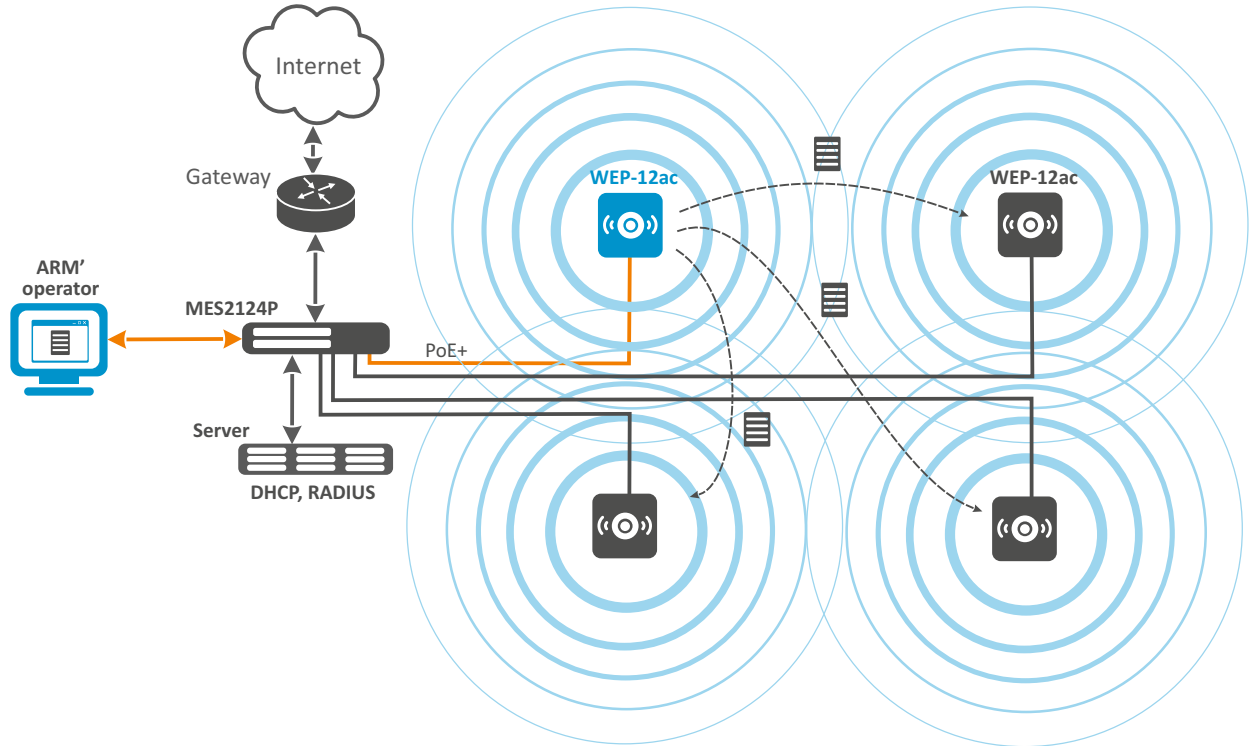 Internet
Gateway
WEP-12ac
WEP-12ac
ARM’
operator
MES2124P
PoE+
Server
DHCP, RADIUS